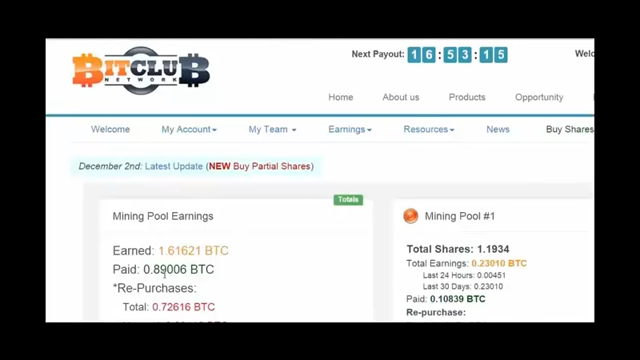 BITCLUB
NETWORK
Next Payout: 16:53:15
Home About us Products Opportunity
Welcome My Account My Team Earnings Resources News Buy Shares
December 2nd: Latest Update (NEW Buy Partial Shares)
Totals
Mining Pool Earnings
Earned: 1.61621 BTC
Paid: 0.89006 BTC
*Re-Purchases:
Total: 0.72616 BTC
Mining Pool #1
Total Shares: 1.1934
Total Earnings: 0.23010 BTC
Last 24 Hours: 0.00451
Last 30 Days: 0.23010
Paid: 0.10839 BTC
Re-purchase: